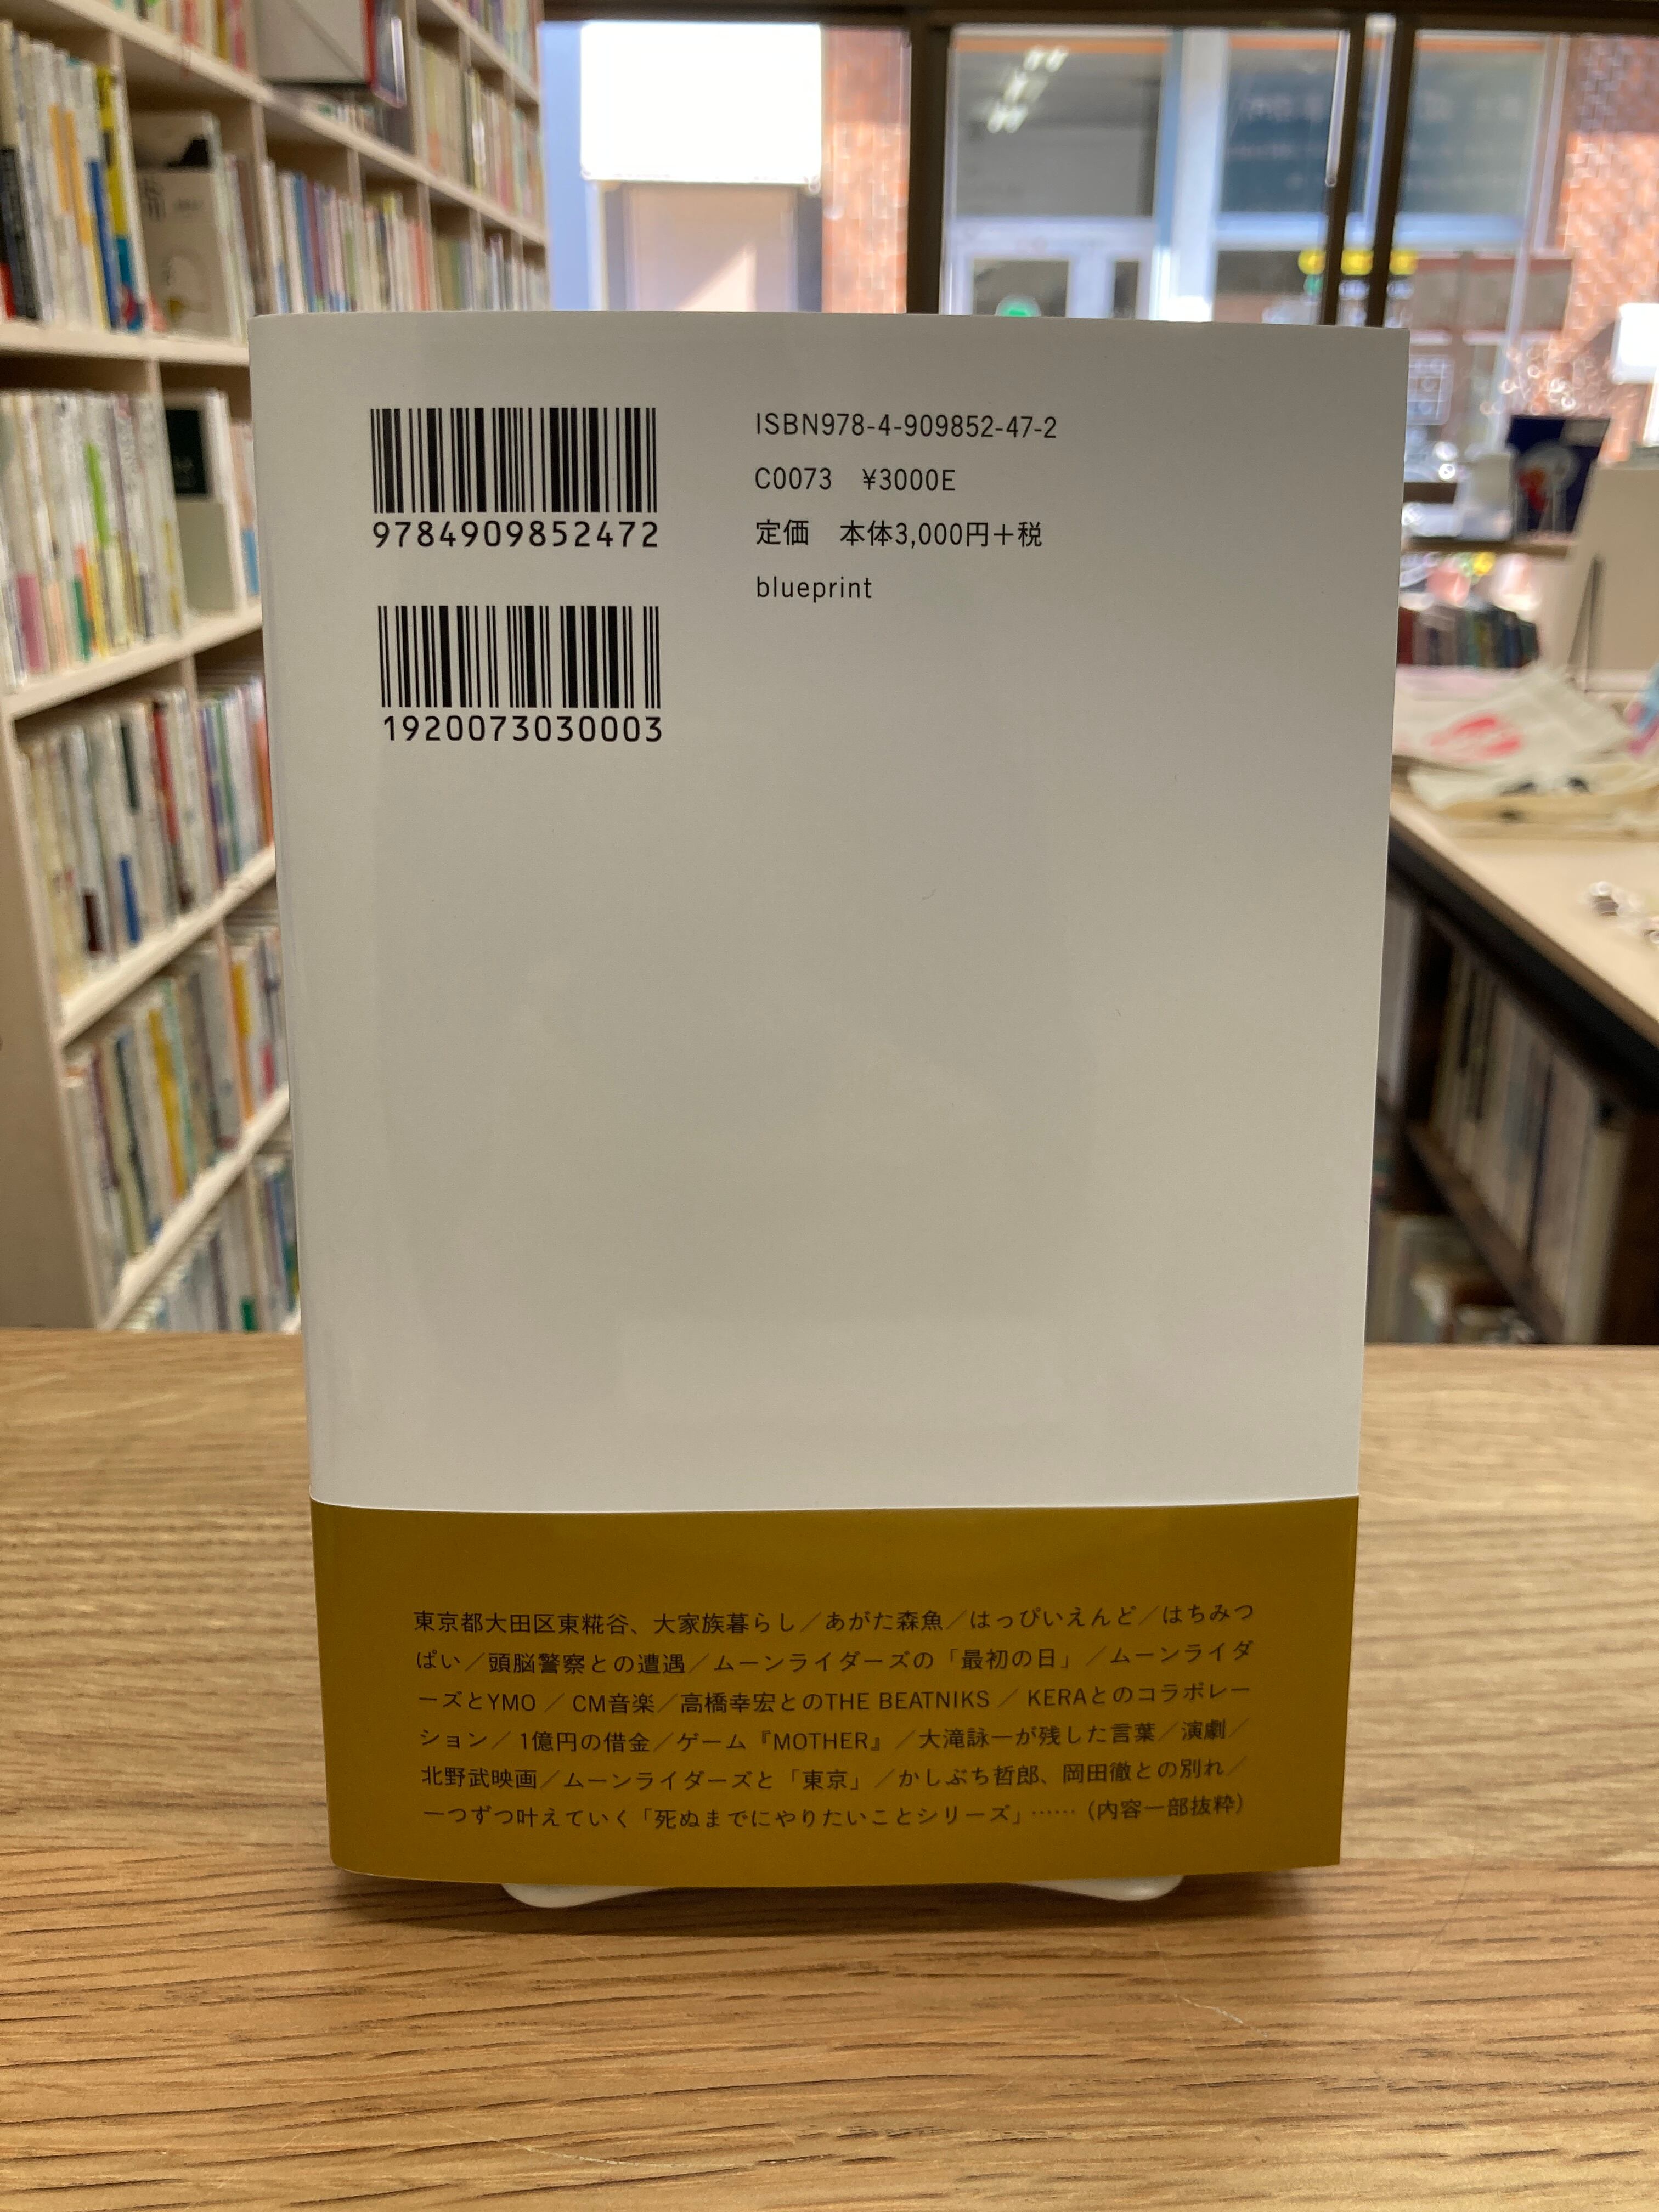 9784909852472
1920073030003
ISBN978-4-909852-47-2
C0073　¥3000E
定価　本体3,000円＋税
blueprint
東京都大田区東糀谷、大家族暮らし／あがた森魚／はっぴいえんど／はちみつ
ぱい／頭脳警察との遭遇／ムーンライダーズの「最初の日」／ムーンライダ
ーズとYMO ／ CM音楽／高橋幸宏とのTHE BEATNIKS ／ KERAとのコラボレー
ション／ 1億円の借金／ゲーム『MOTHER』／大滝詠一が残した言葉／演劇／
北野武映画／ムーンライダーズと「東京」／かしぶち哲郎、岡田徹との別れ／
一つずつ叶えていく「死ぬまでにやりたいことシリーズ」……（内容一部抜粋）